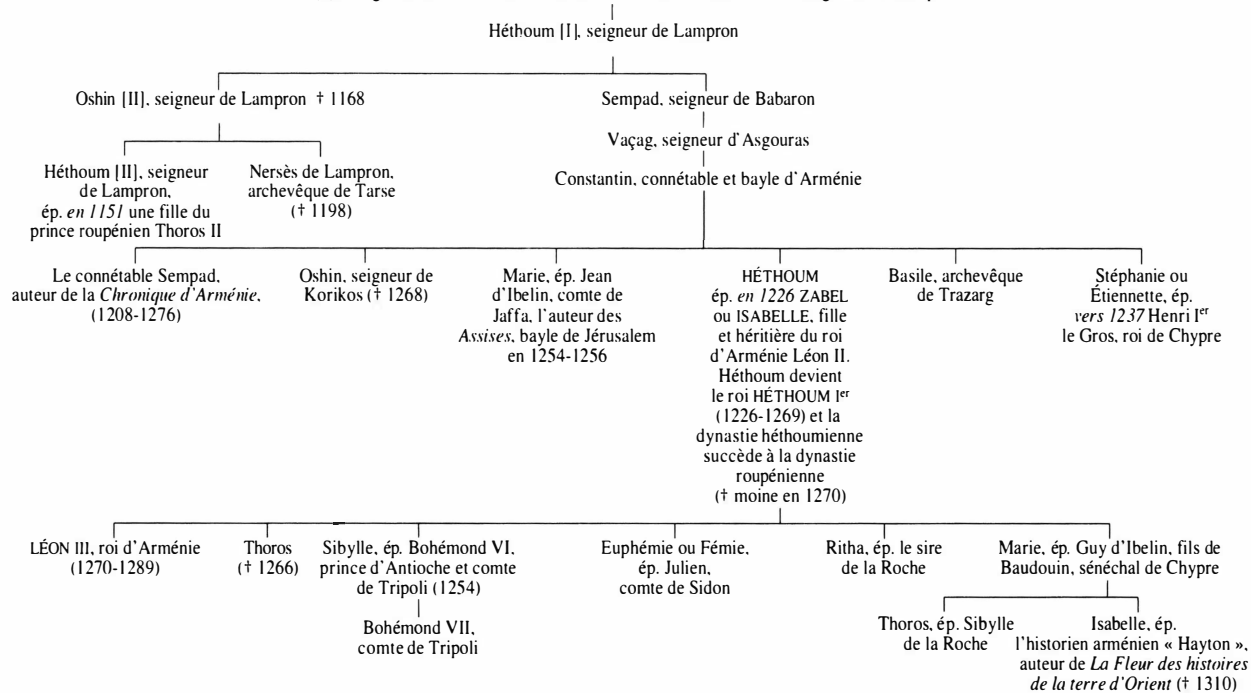 Héthoum [I], seigneur de Lampron
Oshin [II], seigneur de Lampron † 1168
Sempad, seigneur de Babaron
Vaçag, seigneur d'Asgouras
Constantin, connétable et bayle d'Arménie
Héthoum [II], seigneur
de Lampron,
ép. en 1151 une fille du
prince roupénien Thoros II
Nersès de Lampron,
archevêque de Tarse
(† 1198)
Le connétable Sempad,
auteur de la Chronique d'Arménie,
(1208-1276)
Oshin, seigneur de
Korikos († 1268)
Marie, ép. Jean
d'Ibelin, comte de
Jaffa, l'auteur des
Assises, bayle de Jérusalem
en 1254-1256
HÉTHOUM
ép. en 1226 ZABEL
ou ISABELLE, fille
et héritière du roi
d'Arménie Léon II.
Héthoum devient
le roi HÉTHOUM Ier
(1226-1269) et la
dynastie héthoumienne
succède à la dynastie
roupénienne
(† moine en 1270)
Basile, archevêque
de Trazarg
Stéphanie ou
Étiennette, ép.
vers 1237 Henri Ier
le Gros, roi de Chypre
LÉON III, roi d'Arménie
(1270-1289)
Thoros
(† 1266)
Sibylle, ép. Bohémond VI,
prince d'Antioche et comte
de Tripoli (1254)
Bohémond VII,
comte de Tripoli
Euphémie ou Fémie,
ép. Julien,
comte de Sidon
Ritha, ép. le sire
de la Roche
Marie, ép. Guy d'Ibelin, fils de
Baudouin, sénéchal de Chypre
Thoros, ép. Sibylle
de la Roche
Isabelle, ép.
l'historien arménien « Hayton »,
auteur de La Fleur des histoires
de la terre d'Orient († 1310)